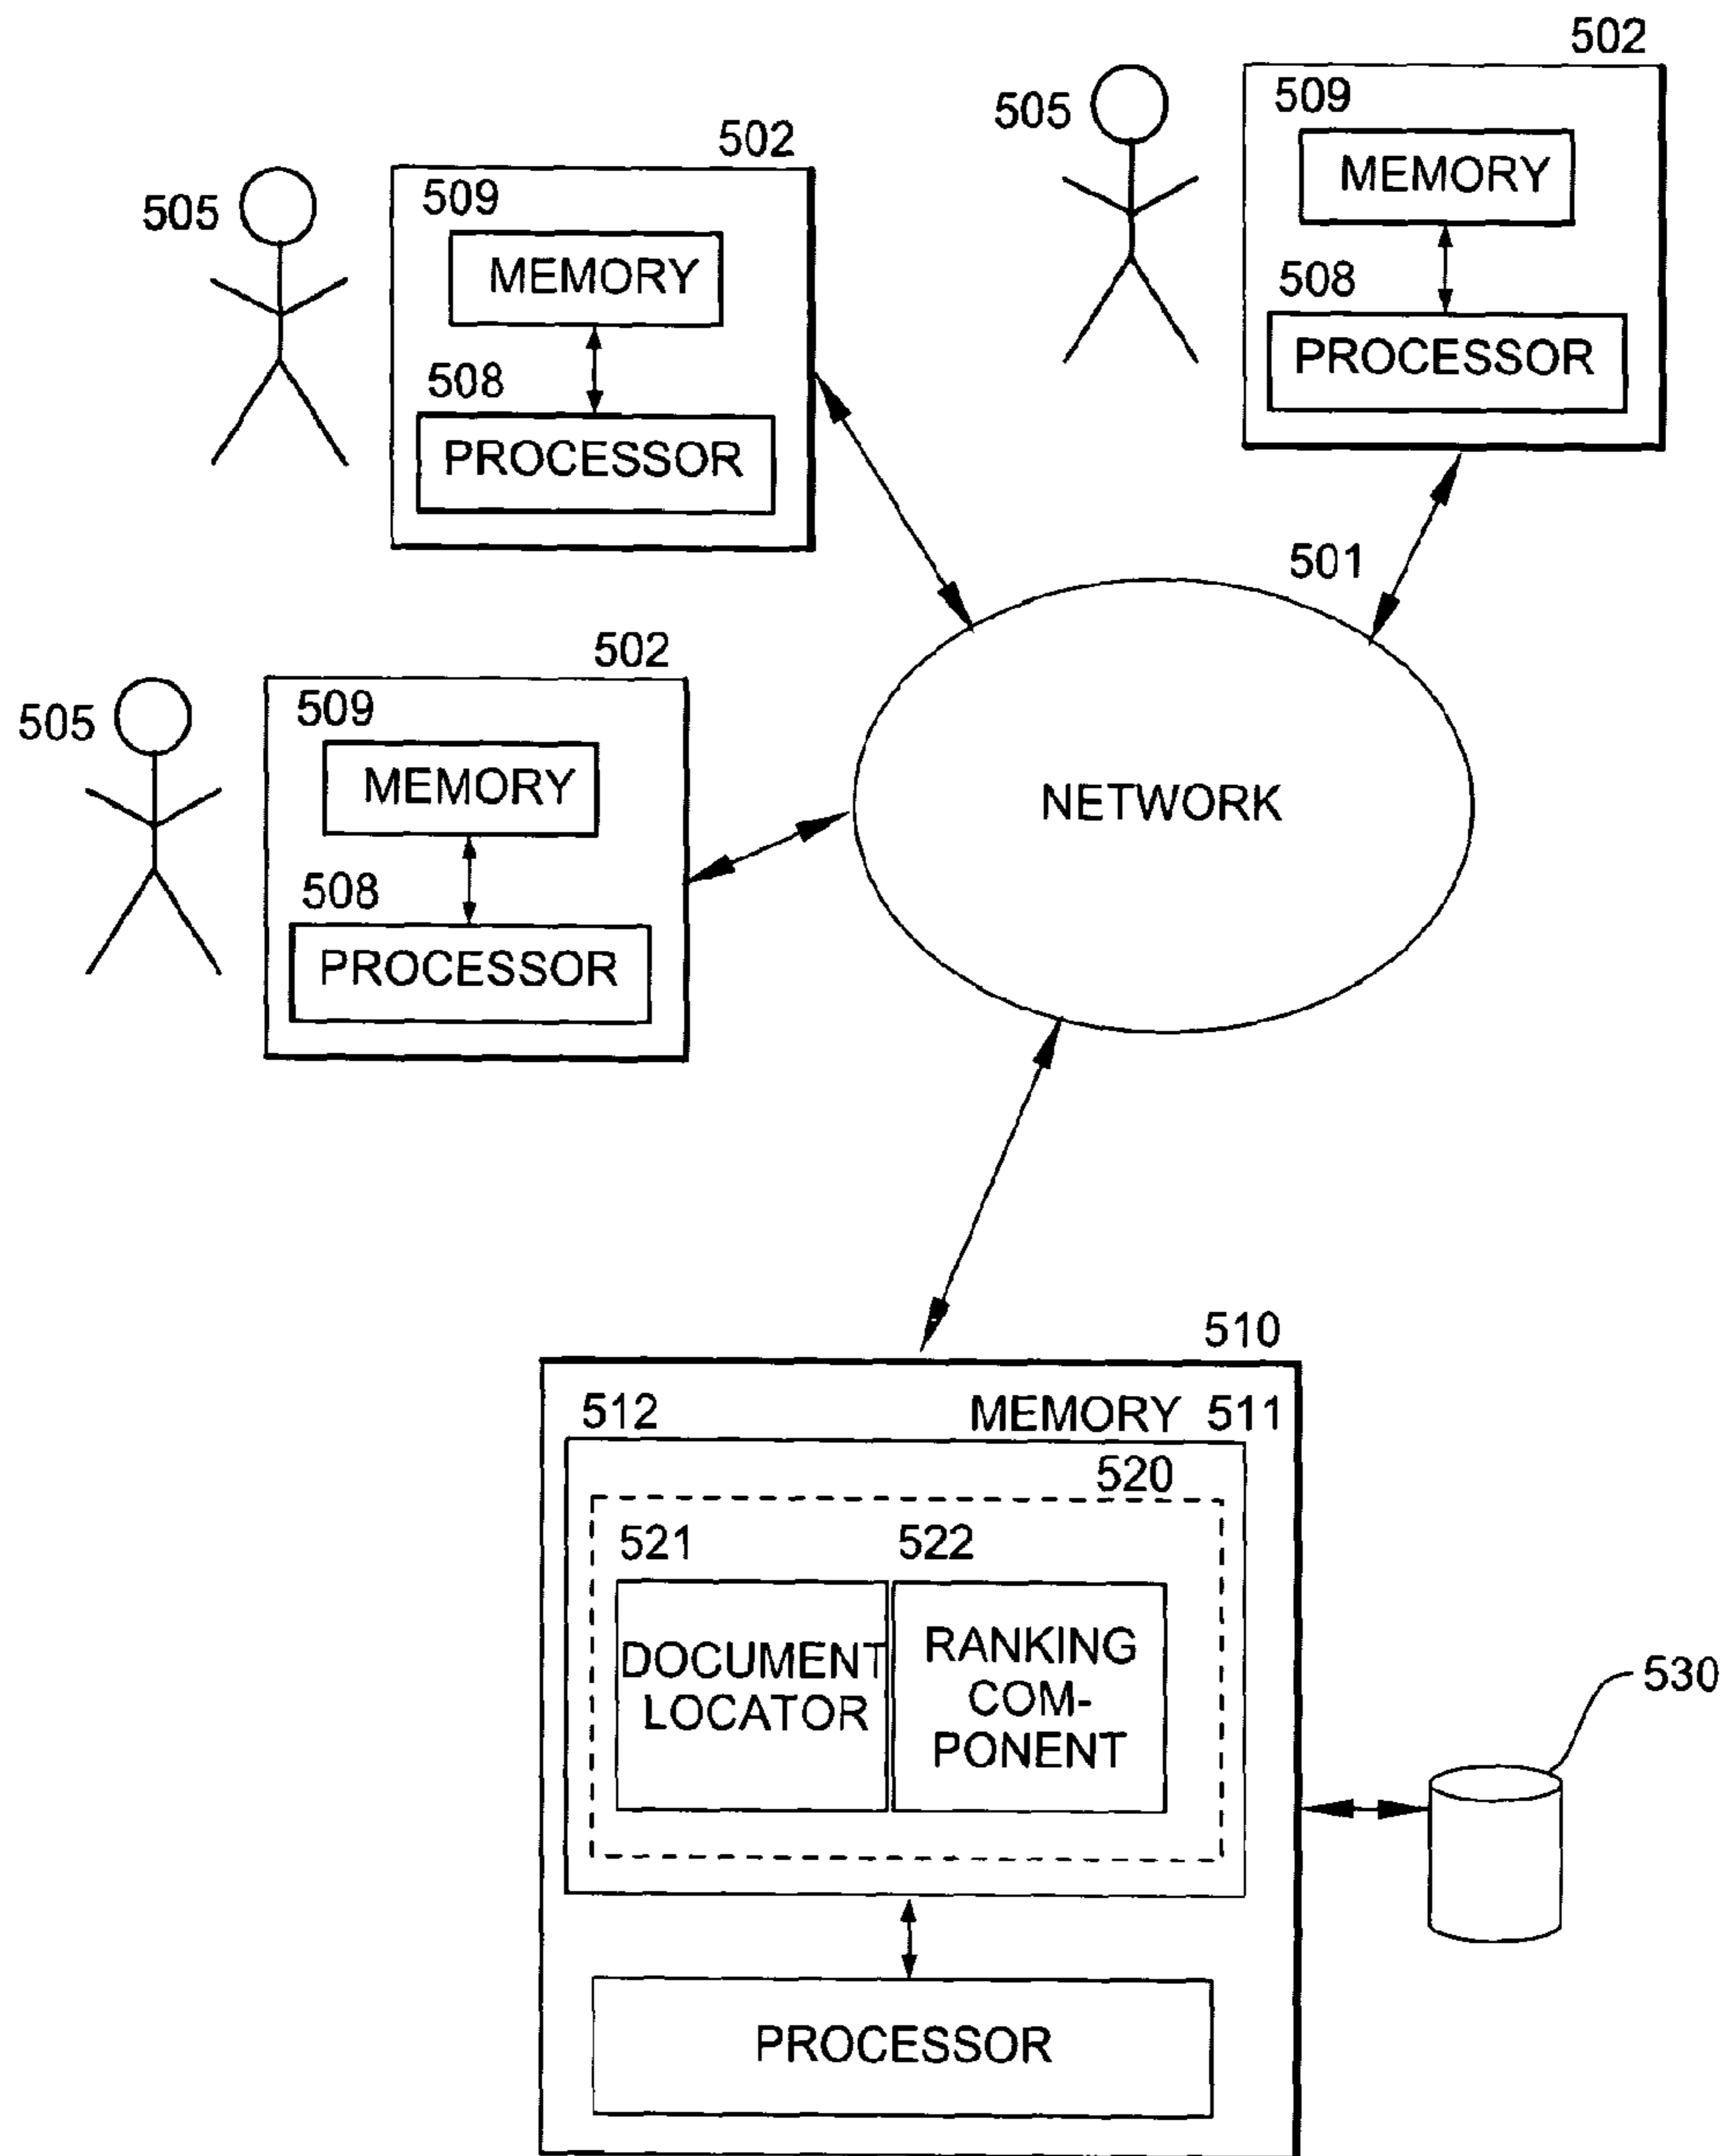 502
505
509
MEMORY
508
PROCESSOR
502
505
509
MEMORY
508
PROCESSOR
501
502
505
509
MEMORY
508
PROCESSOR
NETWORK
510
512
MEMORY 511
520
521
522
DOCUMENT
LOCATOR
RANKING
COM-
PONENT
530
PROCESSOR